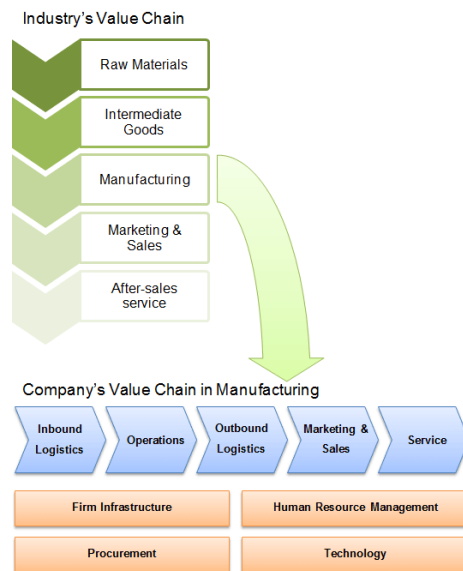 Industry's Value Chain
Raw Materials
Intermediate
Goods
Manufacturing
Marketing &
Sales
After-sales
service
Company's Value Chain in Manufacturing
Inbound
Logistics
Operations
Outbound
Logistics
Marketing &
Sales
Service
Firm Infrastructure
Human Resource Management
Procurement
Technology